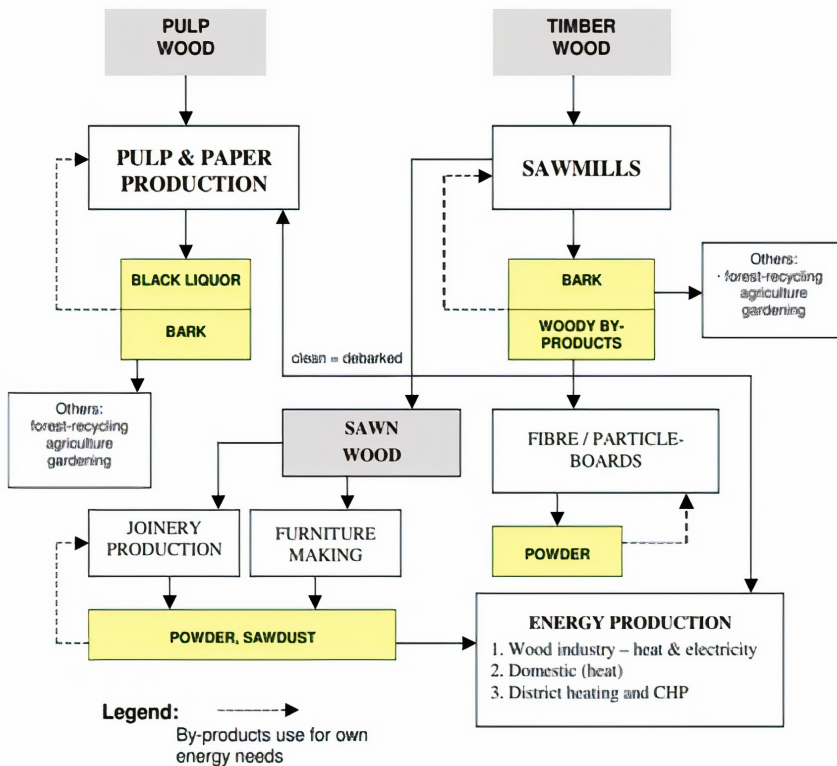 PULP
WOOD
TIMBER
WOOD
PULP & PAPER
PRODUCTION
SAWMILLS
BLACK LIQUOR
BARK
BARK
WOODY BY-
PRODUCTS
Others:
· forest-recycling
agriculture
gardening
clean = debarked
Others:
forest-recycling
agriculture
gardening
SAWN
WOOD
FIBRE / PARTICLE-
BOARDS
JOINERY
PRODUCTION
FURNITURE
MAKING
POWDER
POWDER, SAWDUST
ENERGY PRODUCTION
1. Wood industry – heat & electricity
2. Domestic (heat)
3. District heating and CHP
Legend:
By-products use for own
energy needs